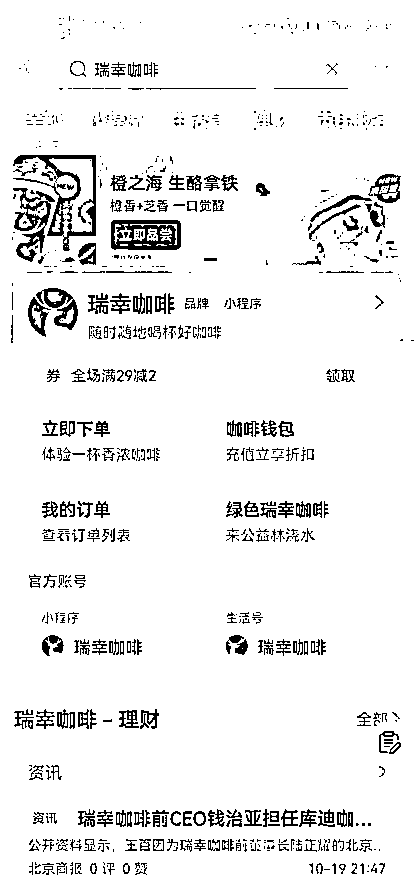 瑞幸咖啡
橙之海 生酪拿铁
橙香+芝香 一口觉醒
立即品尝
瑞幸咖啡 品牌 小程序
随时随地喝杯好咖啡
券 全场满29减2 领取
立即下单 咖啡钱包
体验一杯香浓咖啡 充值立享折扣
我的订单 绿色瑞幸咖啡
查看订单列表 来公益林浇水
官方账号
小程序 生活号
瑞幸咖啡 瑞幸咖啡
瑞幸咖啡 – 理财 全部
资讯
资讯 瑞幸咖啡前CEO钱治亚担任库迪咖...
公开资料显示，主要因为瑞幸咖啡前董事长陆正耀的北京...
北京商报 0 评 0 赞 10-19 21:47